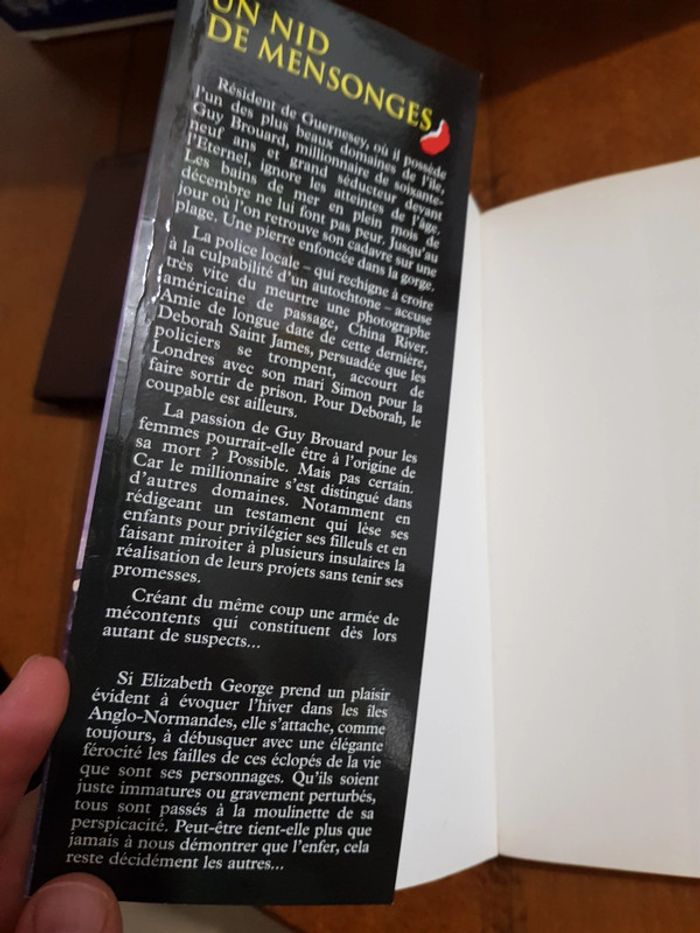 UN NID
DE MENSONGES
Résident de Guernesey, où il possède
l'un des plus beaux domaines de l'île,
Guy Brouard, millionnaire de soixante-
neuf ans et grand séducteur devant
l'Eternel, ignore les atteintes de l'âge.
Les bains de mer en plein mois de
décembre ne lui font pas peur. Jusqu'au
jour où l'on retrouve son cadavre sur une
plage. Une pierre enfoncée dans la gorge.
La police locale – qui rechigne à croire
à la culpabilité d'un autochtone – accuse
très vite du meurtre une photographe
américaine de passage, China River.
Amie de longue date de cette dernière,
Deborah Saint James, persuadée que les
policiers se trompent, accourt de
Londres avec son mari Simon pour la
faire sortir de prison. Pour Deborah, le
coupable est ailleurs.
La passion de Guy Brouard pour les
femmes pourrait-elle être à l'origine de
sa mort ? Possible. Mais pas certain.
Car le millionnaire s'est distingué dans
d'autres domaines. Notamment en
rédigeant un testament qui lèse ses
enfants pour privilégier ses filleuls et en
faisant miroiter à plusieurs insulaires la
réalisation de leurs projets sans tenir ses
promesses.
Créant du même coup une armée de
mécontents qui constituent dès lors
autant de suspects...
Si Elizabeth George prend un plaisir
évident à évoquer l'hiver dans les îles
Anglo-Normandes, elle s'attache, comme
toujours, à débusquer avec une élégante
férocité les failles de ces éclopés de la vie
que sont ses personnages. Qu'ils soient
juste immatures ou gravement perturbés,
tous sont passés à la moulinette de sa
perspicacité. Peut-être tient-elle plus que
jamais à nous démontrer que l'enfer, cela
reste décidément les autres...